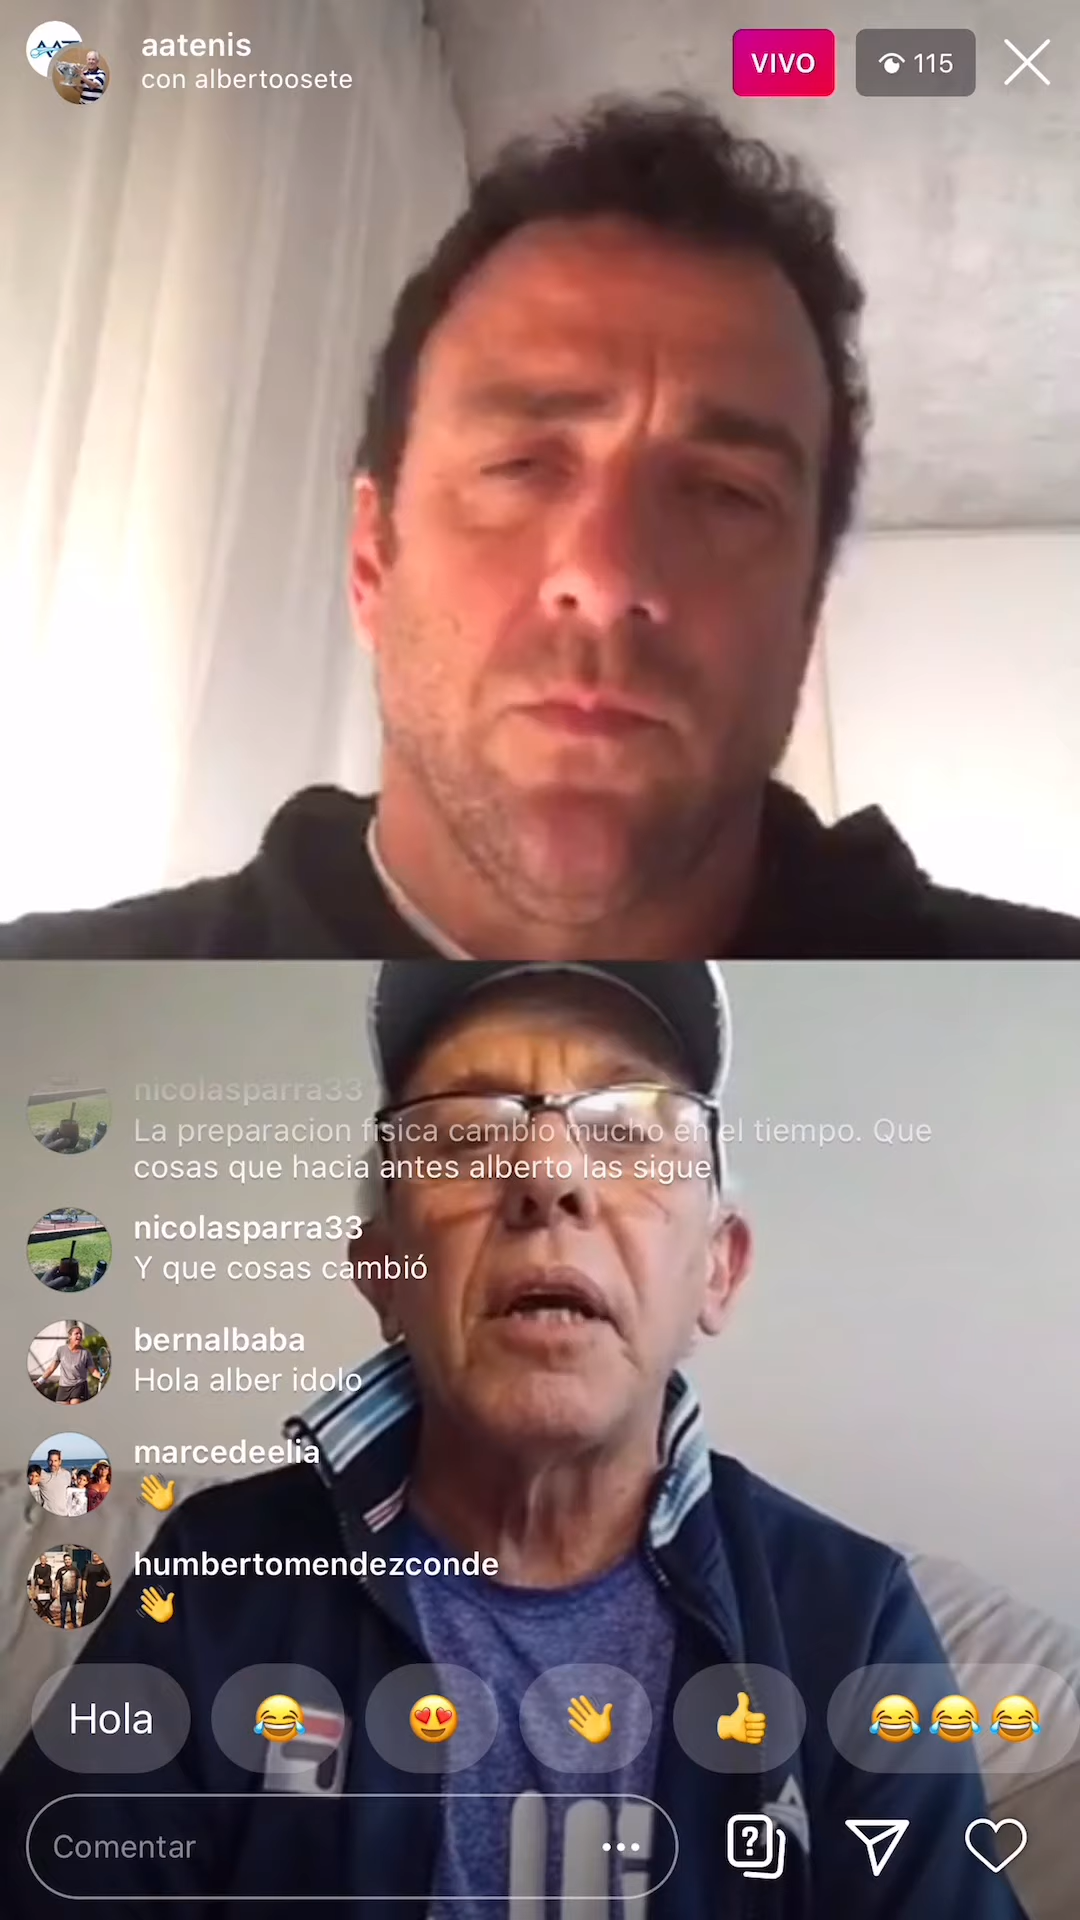 aatenis
con albertoosete
VIVO
115
nicolasparra33
La preparacion fisica cambio mucho en el tiempo. Que
cosas que hacia antes alberto las sigue
nicolasparra33
Y que cosas cambió
bernalbaba
Hola alber idolo
marcedeelia
humbertomendezconde
Hola
Comentar